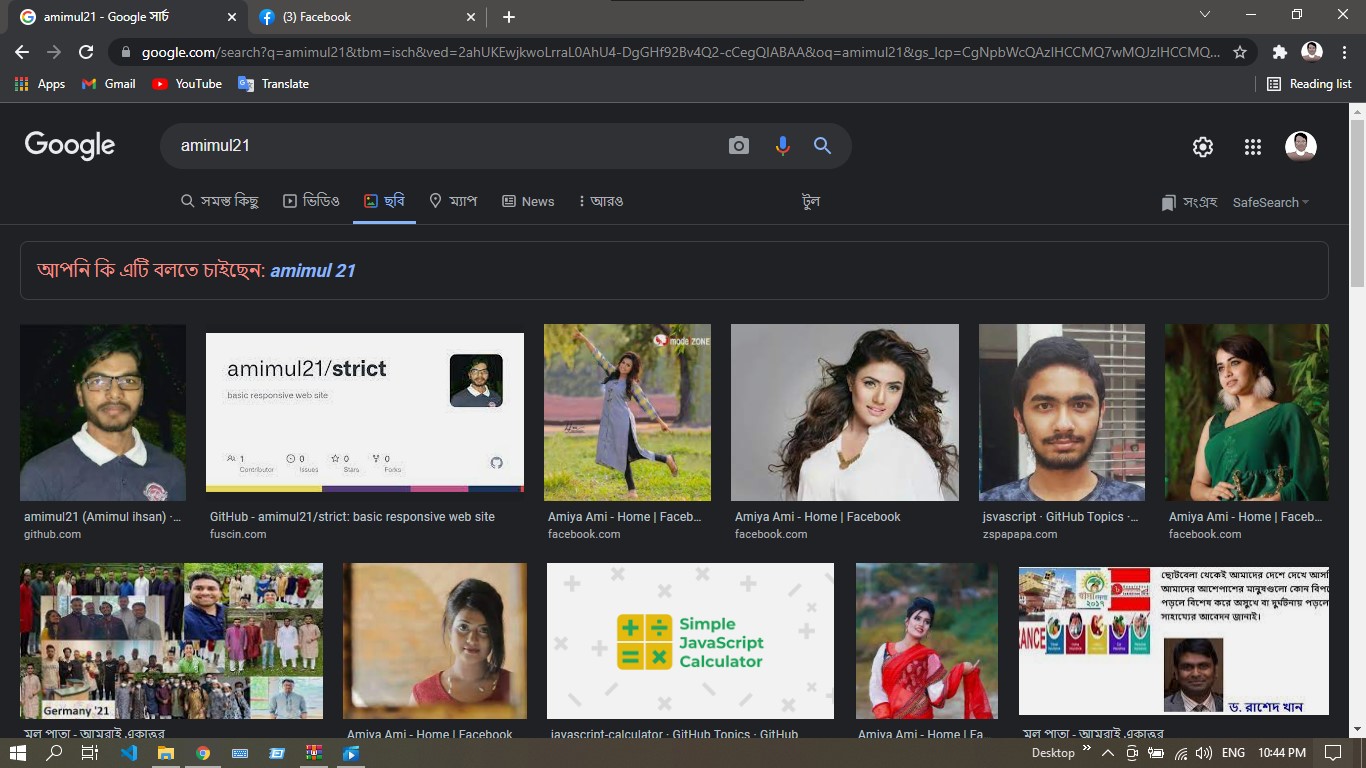 amimul21 - Google সার্চ
(3) Facebook
google.com/search?q=amimul21&tbm=isch&ved=2ahUKEwjkwoLrraL0AhU4-DgGHf92Bv4Q2-cCegQIABAA&oq=amimul21&gs_lcp=CgNpbWcQAzIHCCMQ7wMQJzIHCCMQ...
Apps
Gmail
YouTube
Translate
Reading list
Google
amimul21
সমস্ত কিছু
ভিডিও
ছবি
ম্যাপ
News
আরও
টুল
সংগ্রহ
SafeSearch
আপনি কি এটি বলতে চাইছেন: amimul 21
amimul21/strict
basic responsive web site
1
Contributor
0
Issues
0
Stars
0
Forks
mode ZONE
amimul21 (Amimul ihsan) ·...
github.com
GitHub - amimul21/strict: basic responsive web site
fuscin.com
Amiya Ami - Home | Faceb...
facebook.com
Amiya Ami - Home | Facebook
facebook.com
jsvascript · GitHub Topics ·...
zspapapa.com
Amiya Ami - Home | Faceb...
facebook.com
Germany '21
Simple
JavaScript
Calculator
২০১৭
RANCE
ছোটবেলা থেকেই আমাদের দেশে দেখে আসছি
আমাদের আশেপাশের মানুষগুলো কোন বিপ
পড়লে বিশেষ করে অসুখে বা দুর্ঘটনায় পড়লে
সাহায্যের আবেদন জানাই।
ড. রাশেদ খান
মূল পাতা - আমরাই একাত্তর
Amiya Ami - Home | Facebook
javascript-calculator · GitHub Topics · GitHub
Amiya Ami - Home | Fa...
মূল পাতা - আমরাই একাত্তর
Desktop
ENG
10:44 PM